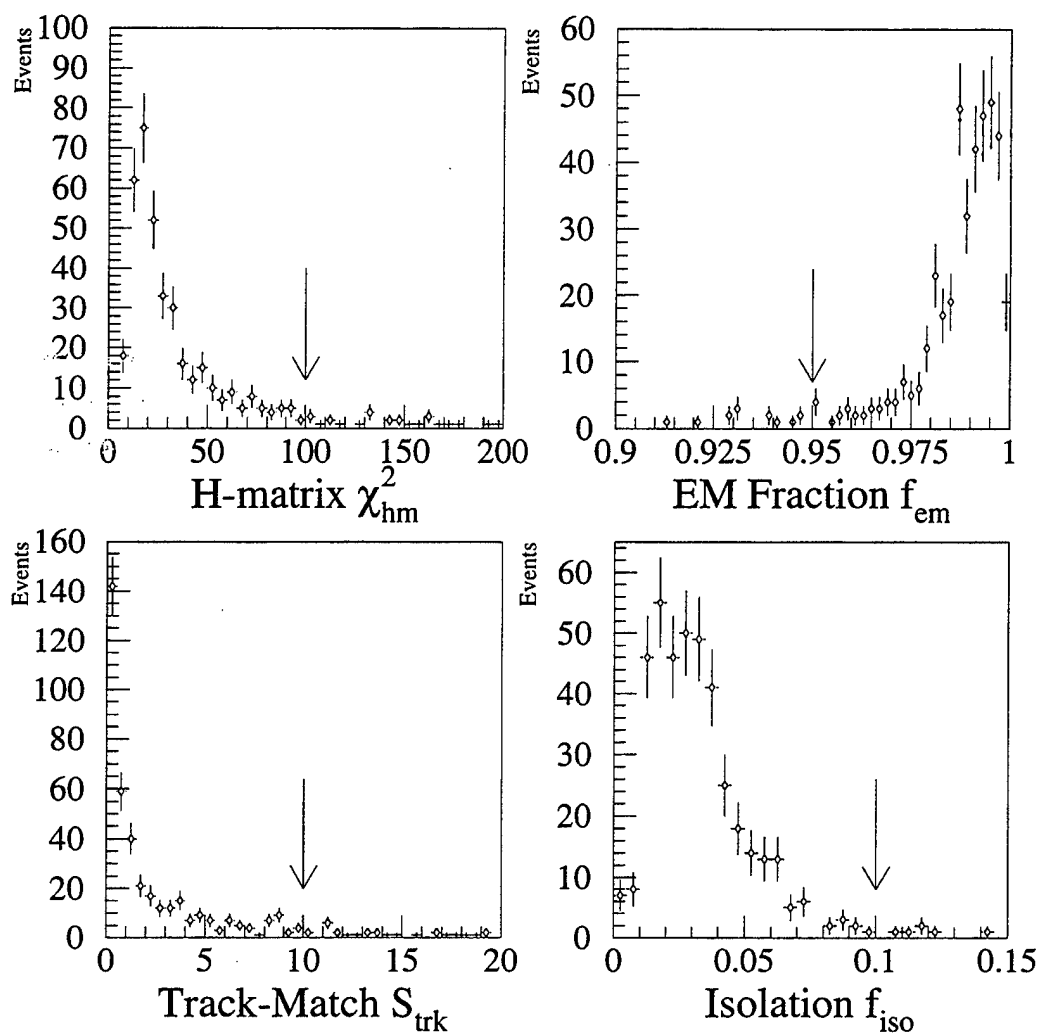 Events
100
90
80
70
60
50
40
30
20
10
0
0 50 100 150 200
H-matrix χ²hm
Events
60
50
40
30
20
10
0
0.9 0.925 0.95 0.975 1
EM Fraction fem
Events
160
140
120
100
80
60
40
20
0
0 5 10 15 20
Track-Match Strk
Events
60
50
40
30
20
10
0
0 0.05 0.1 0.15
Isolation fiso